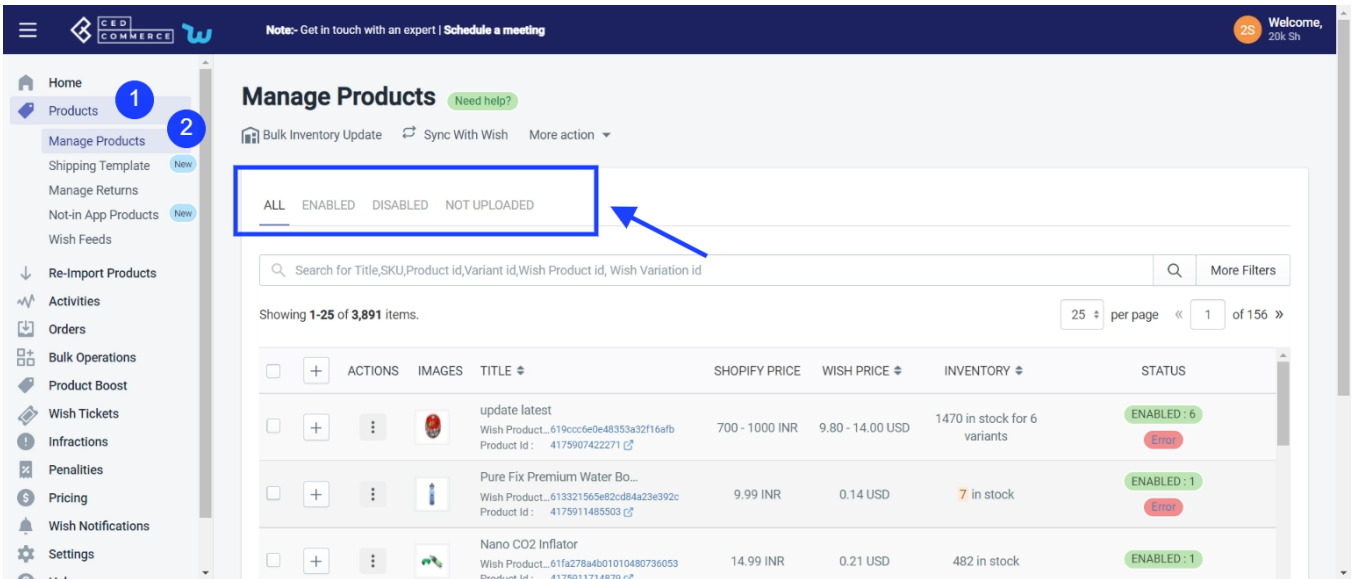 CED COMMERCE
Note:- Get in touch with an expert | Schedule a meeting
2S
Welcome,
20k Sh
Home
Products
1
Manage Products
2
Shipping Template New
Manage Returns
Not-in App Products New
Wish Feeds
Re-Import Products
Activities
Orders
Bulk Operations
Product Boost
Wish Tickets
Infractions
Penalities
Pricing
Wish Notifications
Settings
Manage Products Need help?
Bulk Inventory Update Sync With Wish More action
ALL ENABLED DISABLED NOT UPLOADED
Search for Title,SKU,Product id,Variant id,Wish Product id, Wish Variation id
More Filters
Showing 1-25 of 3,891 items.
25 per page « 1 of 156 »
+ ACTIONS IMAGES TITLE SHOPIFY PRICE WISH PRICE INVENTORY STATUS
+ update latest
Wish Product...619ccc6e0e48353a32f16afb
Product Id : 4175907422271
700 - 1000 INR 9.80 - 14.00 USD
1470 in stock for 6
variants
ENABLED : 6
Error
+ Pure Fix Premium Water Bo...
Wish Product...613321565e82cd84a23e392c
Product Id : 4175911485503
9.99 INR 0.14 USD 7 in stock
ENABLED : 1
Error
+ Nano CO2 Inflator
Wish Product...61fa278a4b01010480736053
Product Id : 4175911714879
14.99 INR 0.21 USD 482 in stock
ENABLED : 1